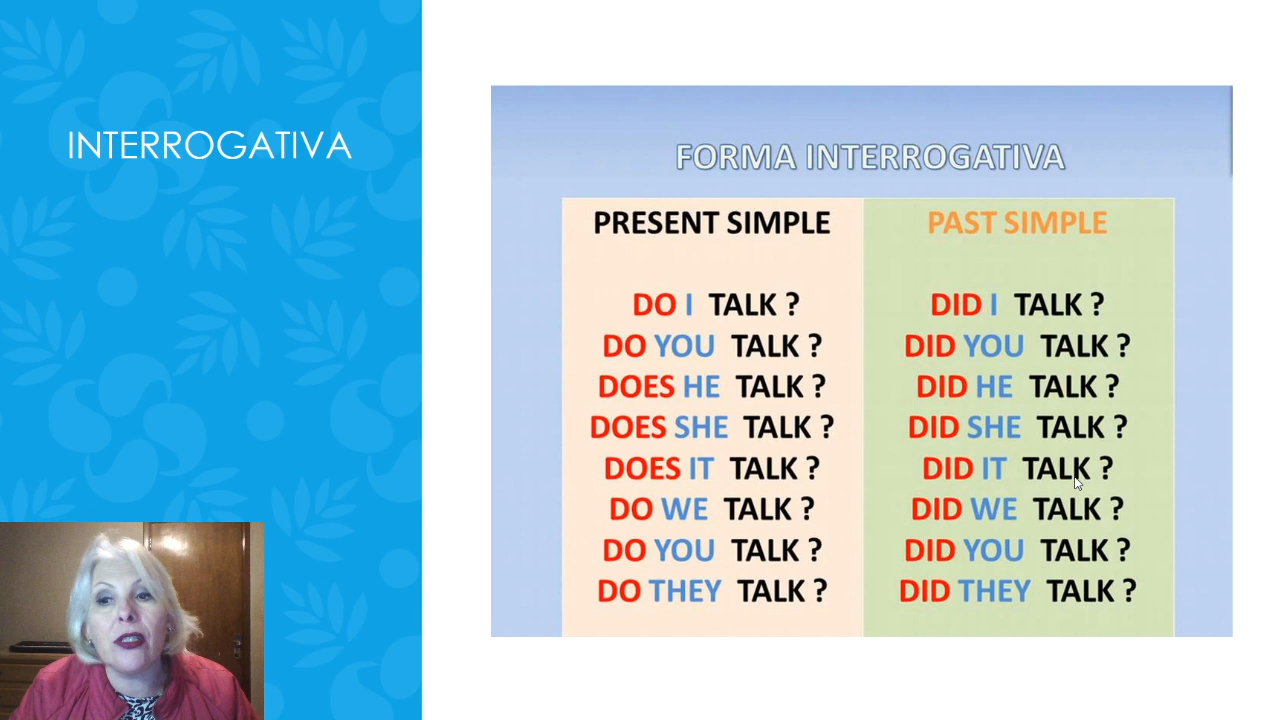 INTERROGATIVA
FORMA INTERROGATIVA
PRESENT SIMPLE
DO I TALK ?
DO YOU TALK ?
DOES HE TALK ?
DOES SHE TALK ?
DOES IT TALK ?
DO WE TALK ?
DO YOU TALK ?
DO THEY TALK ?
PAST SIMPLE
DID I TALK ?
DID YOU TALK ?
DID HE TALK ?
DID SHE TALK ?
DID IT TALK ?
DID WE TALK ?
DID YOU TALK ?
DID THEY TALK ?